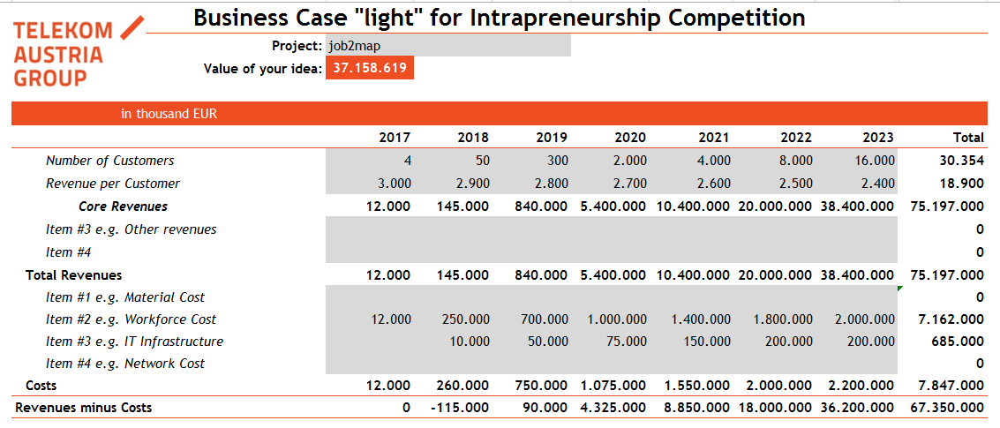 Business Case "light" for Intrapreneurship Competition
TELEKOM
AUSTRIA
GROUP
Project: job2map
Value of your idea: 37.158.619
in thousand EUR
2017 2018 2019 2020 2021 2022 2023 Total
Number of Customers 4 50 300 2.000 4.000 8.000 16.000 30.354
Revenue per Customer 3.000 2.900 2.800 2.700 2.600 2.500 2.400 18.900
Core Revenues 12.000 145.000 840.000 5.400.000 10.400.000 20.000.000 38.400.000 75.197.000
Item #3 e.g. Other revenues 0
Item #4 0
Total Revenues 12.000 145.000 840.000 5.400.000 10.400.000 20.000.000 38.400.000 75.197.000
Item #1 e.g. Material Cost 0
Item #2 e.g. Workforce Cost 12.000 250.000 700.000 1.000.000 1.400.000 1.800.000 2.000.000 7.162.000
Item #3 e.g. IT Infrastructure 10.000 50.000 75.000 150.000 200.000 200.000 685.000
Item #4 e.g. Network Cost 0
Costs 12.000 260.000 750.000 1.075.000 1.550.000 2.000.000 2.200.000 7.847.000
Revenues minus Costs 0 -115.000 90.000 4.325.000 8.850.000 18.000.000 36.200.000 67.350.000